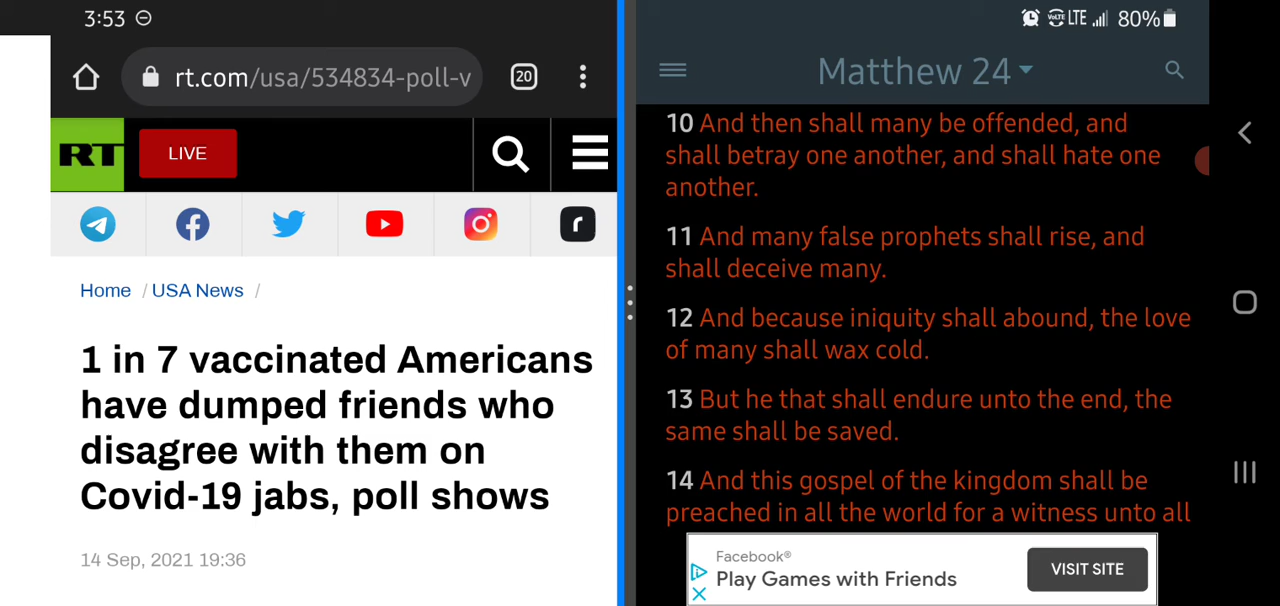 3:53
rt.com/usa/534834-poll-v
20
RT
LIVE
Home / USA News /
1 in 7 vaccinated Americans
have dumped friends who
disagree with them on
Covid-19 jabs, poll shows
14 Sep, 2021 19:36
VoLTE LTE 80%
Matthew 24
10 And then shall many be offended, and
shall betray one another, and shall hate one
another.
11 And many false prophets shall rise, and
shall deceive many.
12 And because iniquity shall abound, the love
of many shall wax cold.
13 But he that shall endure unto the end, the
same shall be saved.
14 And this gospel of the kingdom shall be
preached in all the world for a witness unto all
Facebook®
Play Games with Friends
VISIT SITE